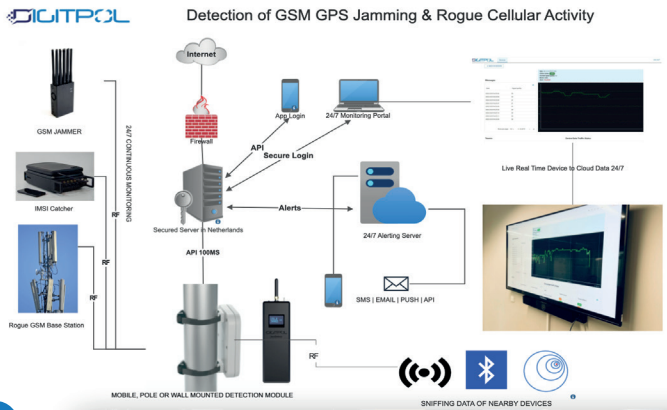 DIGITPOL
Detection of GSM GPS Jamming & Rogue Cellular Activity
Internet
GSM JAMMER
Firewall
App Login
24/7 Monitoring Portal
API
Secure Login
24/7 CONTINUOUS MONITORING
Live Real Time Device to Cloud Data 24/7
IMSI Catcher
RF
RF
RF
Alerts
Secured Server in Netherlands
24/7 Alerting Server
API 100MS
SMS | EMAIL | PUSH | API
Rogue GSM Base Station
RF
MOBILE, POLE OR WALL MOUNTED DETECTION MODULE
SNIFFING DATA OF NEARBY DEVICES